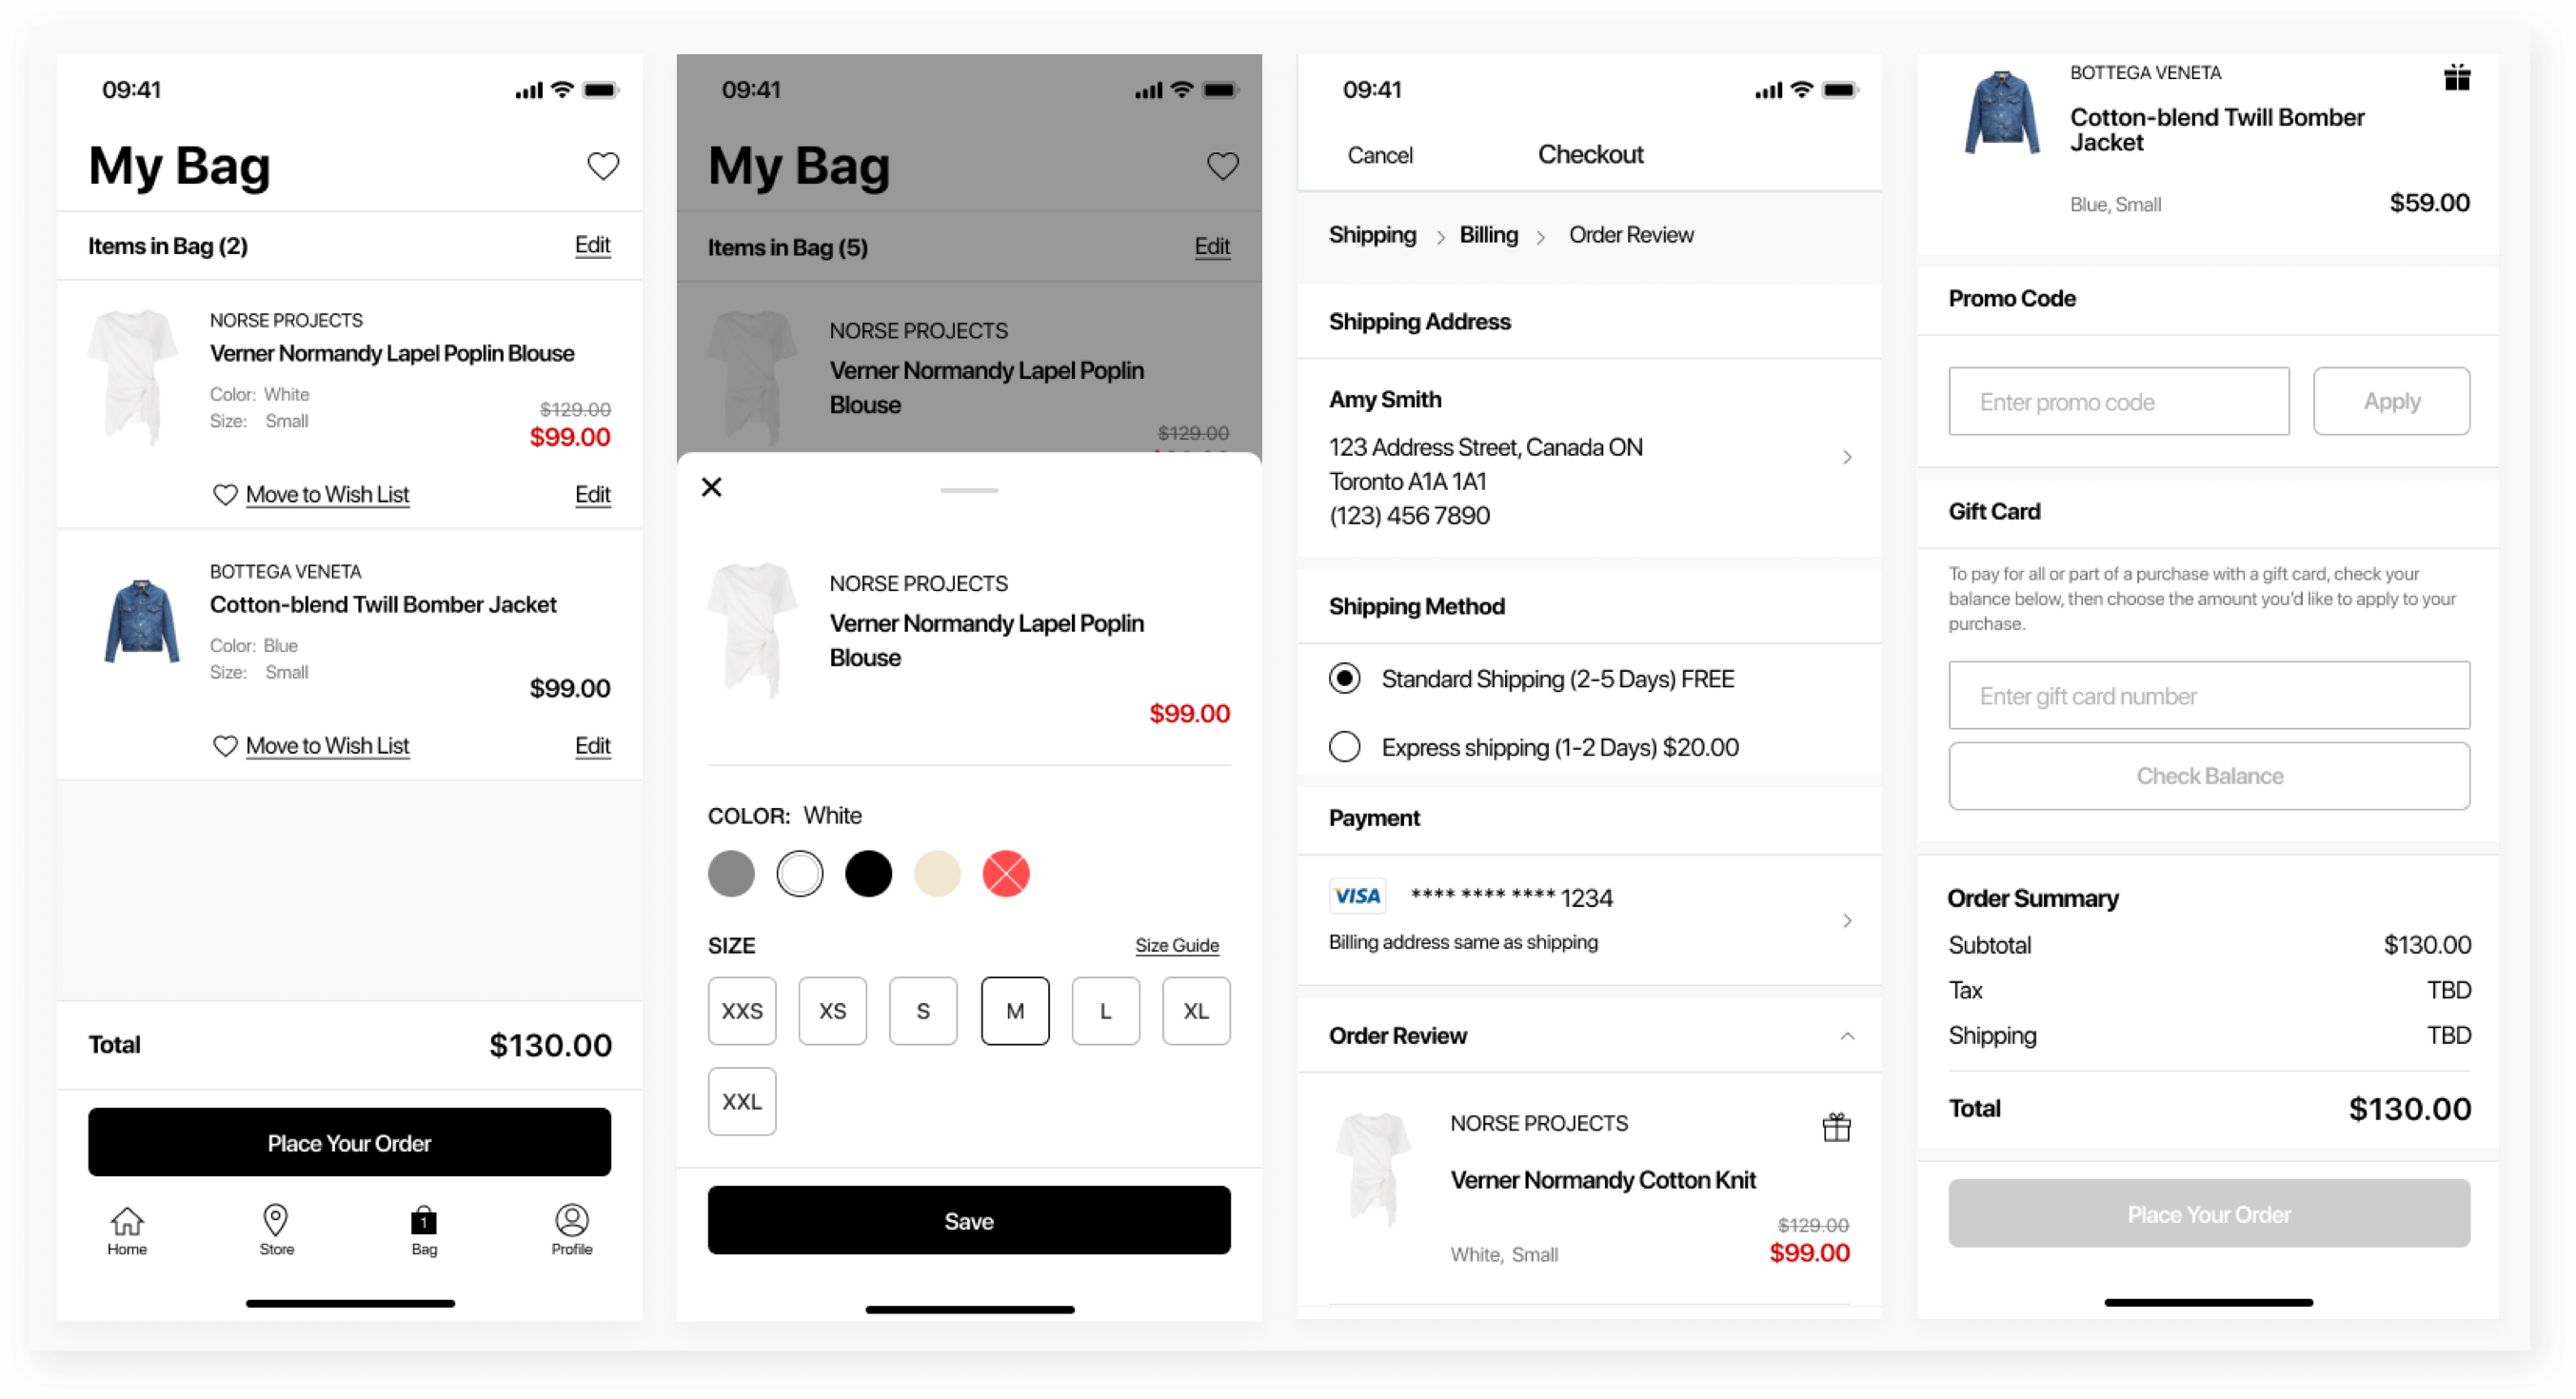 09:41
My Bag
Items in Bag (2) Edit
NORSE PROJECTS
Verner Normandy Lapel Poplin Blouse
Color: White
$129.00
Size: Small
$99.00
Move to Wish List Edit
BOTTEGA VENETA
Cotton-blend Twill Bomber Jacket
Color: Blue
Size: Small
$99.00
Move to Wish List Edit
Total $130.00
Place Your Order
1
Home Store Bag Profile
09:41
My Bag
Items in Bag (5) Edit
NORSE PROJECTS
Verner Normandy Lapel Poplin
Blouse
$129.00
NORSE PROJECTS
Verner Normandy Lapel Poplin
Blouse
$99.00
COLOR: White
SIZE Size Guide
XXS XS S M L XL
XXL
Save
09:41
Cancel Checkout
Shipping > Billing > Order Review
Shipping Address
Amy Smith
123 Address Street, Canada ON
Toronto A1A 1A1
(123) 456 7890
Shipping Method
Standard Shipping (2-5 Days) FREE
Express shipping (1-2 Days) $20.00
Payment
VISA **** **** **** 1234
Billing address same as shipping
Order Review
NORSE PROJECTS
Verner Normandy Cotton Knit
$129.00
White, Small $99.00
BOTTEGA VENETA
Cotton-blend Twill Bomber
Jacket
Blue, Small $59.00
Promo Code
Enter promo code Apply
Gift Card
To pay for all or part of a purchase with a gift card, check your
balance below, then choose the amount you'd like to apply to your
purchase.
Enter gift card number
Check Balance
Order Summary
Subtotal $130.00
Tax TBD
Shipping TBD
Total $130.00
Place Your Order